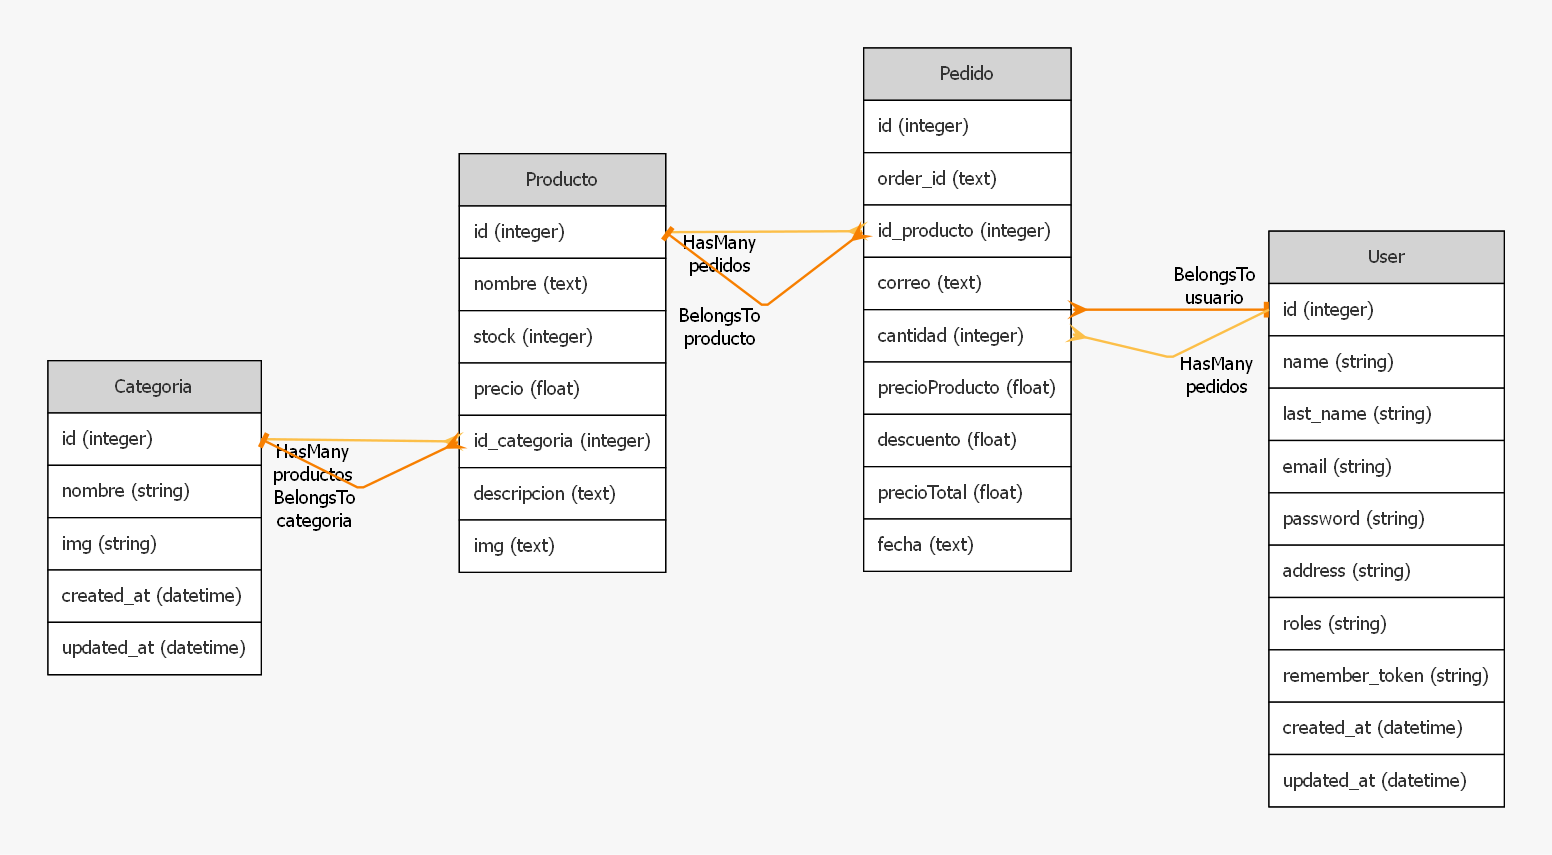 Categoria
id (integer)
nombre (string)
img (string)
created_at (datetime)
updated_at (datetime)
HasMany
productos
BelongsTo
categoria
Producto
id (integer)
nombre (text)
stock (integer)
precio (float)
id_categoria (integer)
descripcion (text)
img (text)
HasMany
pedidos
BelongsTo
producto
Pedido
id (integer)
order_id (text)
id_producto (integer)
correo (text)
cantidad (integer)
precioProducto (float)
descuento (float)
precioTotal (float)
fecha (text)
BelongsTo
usuario
HasMany
pedidos
User
id (integer)
name (string)
last_name (string)
email (string)
password (string)
address (string)
roles (string)
remember_token (string)
created_at (datetime)
updated_at (datetime)